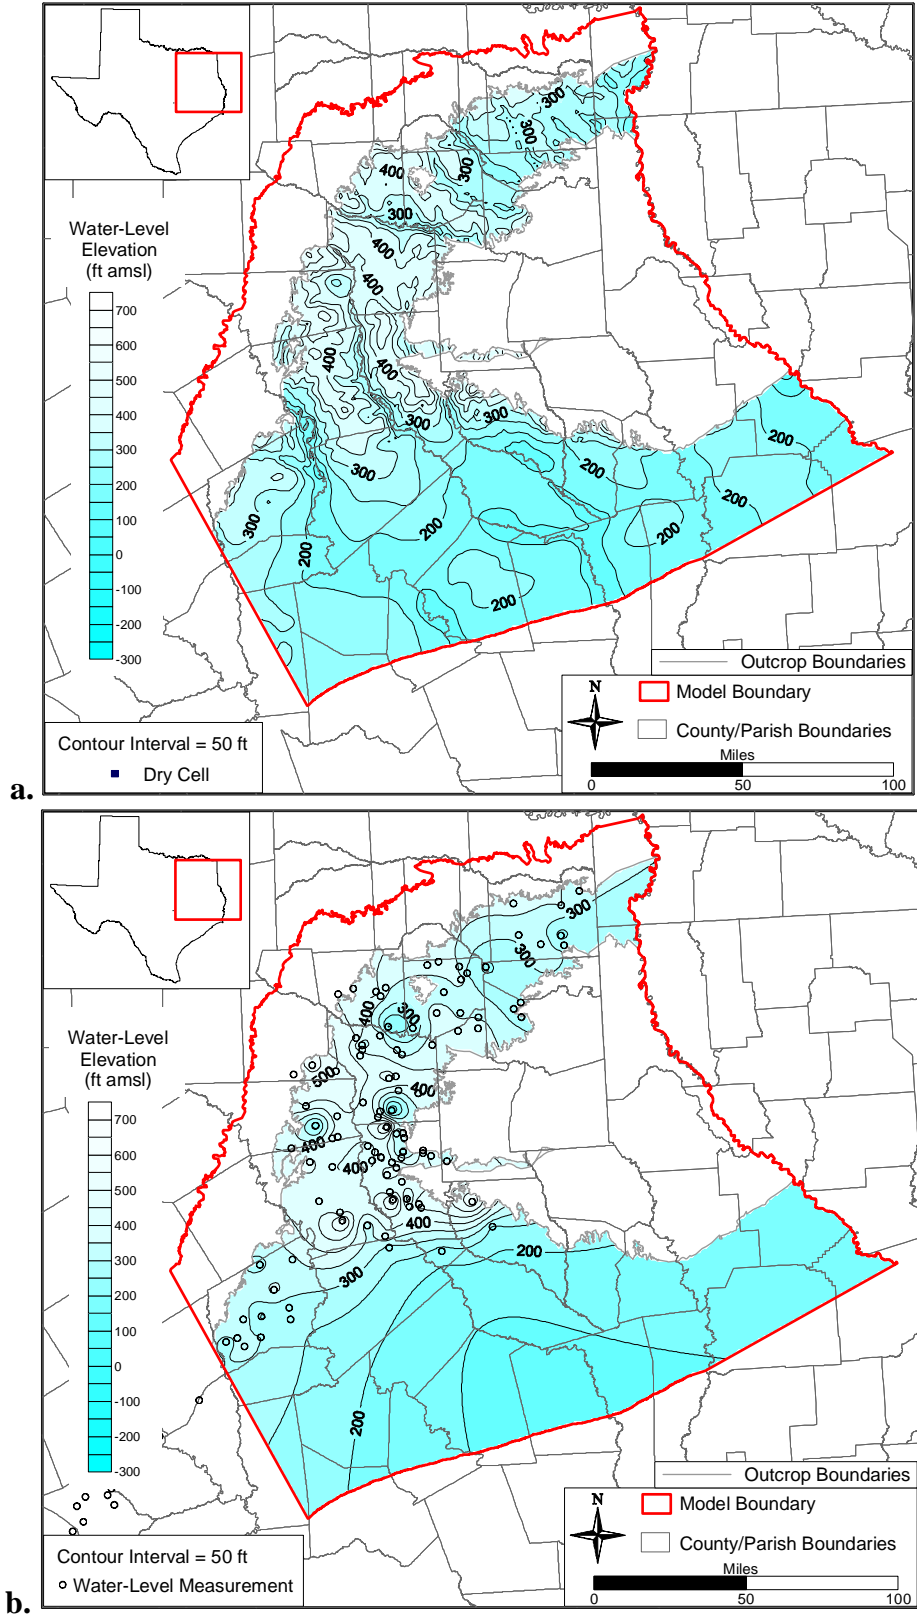 Water-Level
Elevation
(ft amsl)
700
600
500
400
300
200
100
0
-100
-200
-300
300
300
300
400
300
400
400
400
400
300
300
300
300
200
200
200
200
200
200
200
Outcrop Boundaries
N
Model Boundary
County/Parish Boundaries
Miles
0 50 100
Contour Interval = 50 ft
Dry Cell
a.
Water-Level
Elevation
(ft amsl)
700
600
500
400
300
200
100
0
-100
-200
-300
300
300
400
300
500
400
400
400
400
200
300
200
Outcrop Boundaries
N
Model Boundary
County/Parish Boundaries
Miles
0 50 100
Contour Interval = 50 ft
Water-Level Measurement
b.